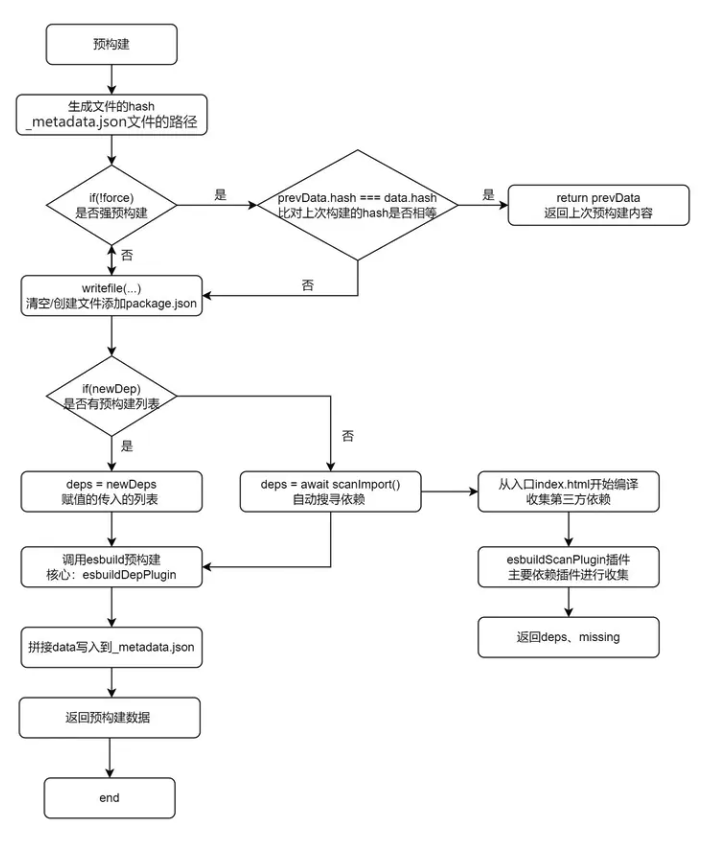 预构建
生成文件的hash
_metadata.json文件的路径
if(!force)
是否强预构建
是
prevData.hash === data.hash
比对上次构建的hash是否相等
是
return prevData
返回上次预构建内容
否
否
writefile(...)
清空/创建文件添加package.json
if(newDep)
是否有预构建列表
是
否
deps = newDeps
赋值的传入的列表
deps = await scanImport()
自动搜寻依赖
从入口index.html开始编译
收集第三方依赖
调用esbuild预构建
核心：esbuildDepPlugin
esbuildScanPlugin插件
主要依赖插件进行收集
拼接data写入到_metadata.json
返回deps、missing
返回预构建数据
end